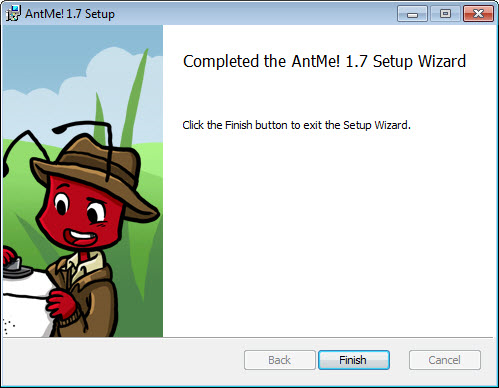 AntMe! 1.7 Setup
Completed the AntMe! 1.7 Setup Wizard
Click the Finish button to exit the Setup Wizard.
Back
Finish
Cancel